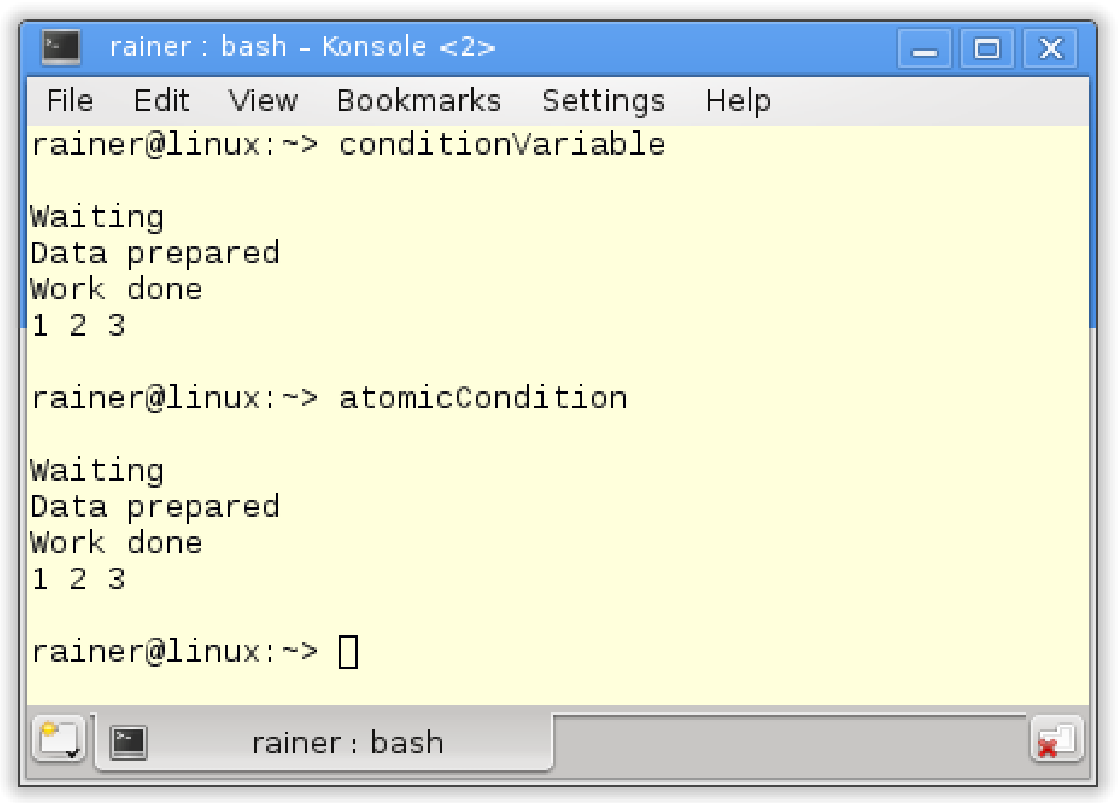 rainer : bash – Konsole <2>
File Edit View Bookmarks Settings Help
rainer@linux:~> conditionVariable
Waiting
Data prepared
Work done
1 2 3
rainer@linux:~> atomicCondition
Waiting
Data prepared
Work done
1 2 3
rainer@linux:~>
rainer : bash